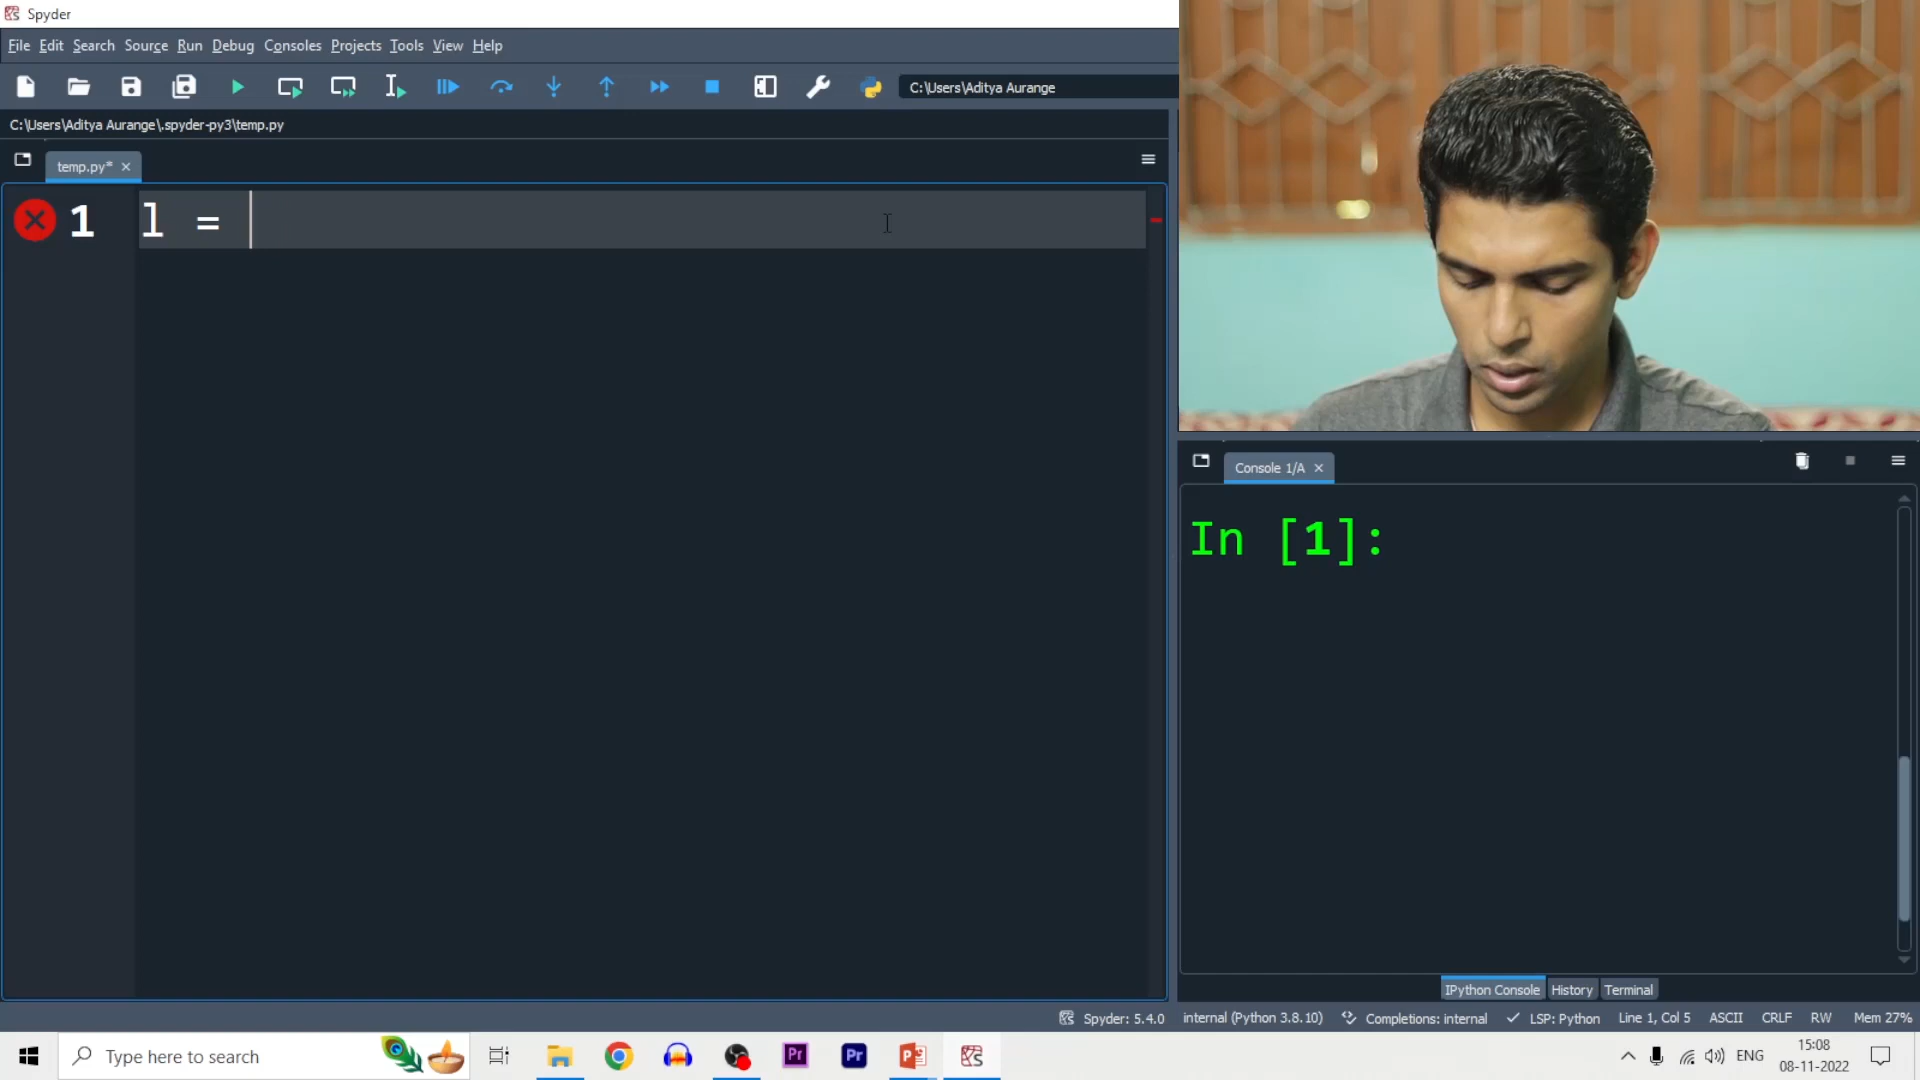 Spyder
File Edit Search Source Run Debug Consoles Projects Tools View Help
C:\Users\Aditya Aurange
C:\Users\Aditya Aurange\.spyder-py3\temp.py
temp.py*
1 l =
Console 1/A
In [1]:
IPython Console History Terminal
Spyder: 5.4.0 internal (Python 3.8.10) Completions: internal LSP: Python Line 1, Col 5 ASCII CRLF RW Mem 27%
Type here to search
Pr
Pr
P
ENG
15:08
08-11-2022